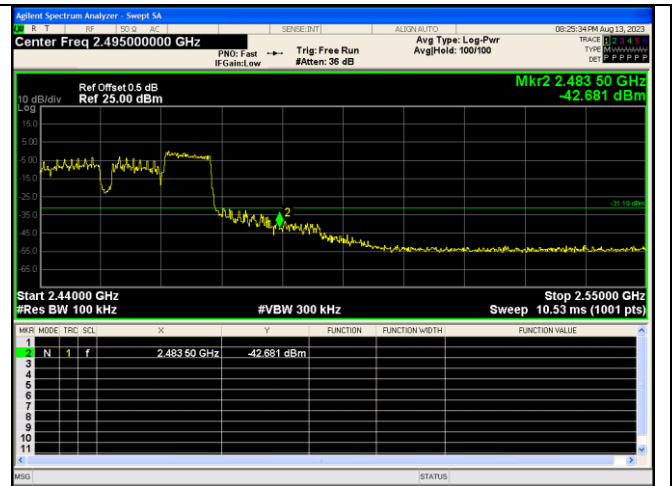 Agilent Spectrum Analyzer - Swept SA
R T RF 50 Ω AC SENSE:INT ALIGN AUTO 08:25:34 PM Aug 13, 2023
Center Freq 2.495000000 GHz
PNO: Fast
IFGain:Low
Trig: Free Run
#Atten: 36 dB
Avg Type: Log-Pwr
Avg|Hold: 100/100
TRACE 1 2 3 4 5 6
TYPE M
DET P P P P P P
Ref Offset 0.5 dB
Ref 25.00 dBm
10 dB/div
Log
Mkr2 2.483 50 GHz
-42.681 dBm
15.0
5.00
-5.00
-15.0
-25.0
-31.19 dBm
-35.0
2
-45.0
-55.0
-65.0
Start 2.44000 GHz
Stop 2.55000 GHz
#Res BW 100 kHz
#VBW 300 kHz
Sweep 10.53 ms (1001 pts)
MKR MODE TRC SCL X Y FUNCTION FUNCTION WIDTH FUNCTION VALUE
1
2 N 1 f 2.483 50 GHz -42.681 dBm
3
4
5
6
7
8
9
10
11
MSG STATUS